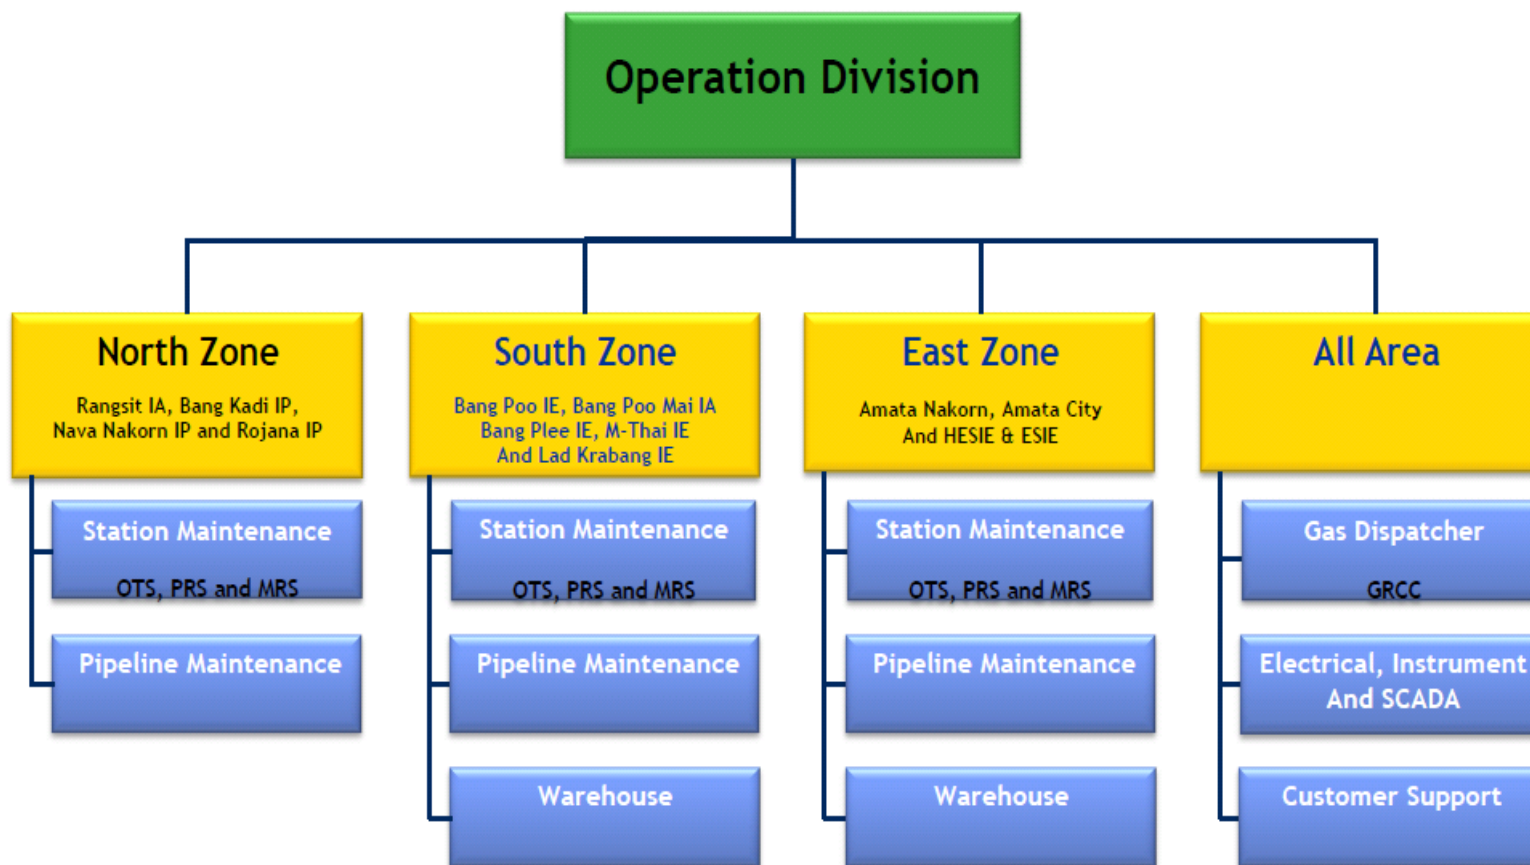 Operation Division
North Zone
Rangsit IA, Bang Kadi IP,
Nava Nakorn IP and Rojana IP
Station Maintenance
OTS, PRS and MRS
Pipeline Maintenance
South Zone
Bang Poo IE, Bang Poo Mai IA
Bang Plee IE, M-Thai IE
And Lad Krabang IE
Station Maintenance
OTS, PRS and MRS
Pipeline Maintenance
Warehouse
East Zone
Amata Nakorn, Amata City
And HESIE & ESIE
Station Maintenance
OTS, PRS and MRS
Pipeline Maintenance
Warehouse
All Area
Gas Dispatcher
GRCC
Electrical, Instrument
And SCADA
Customer Support